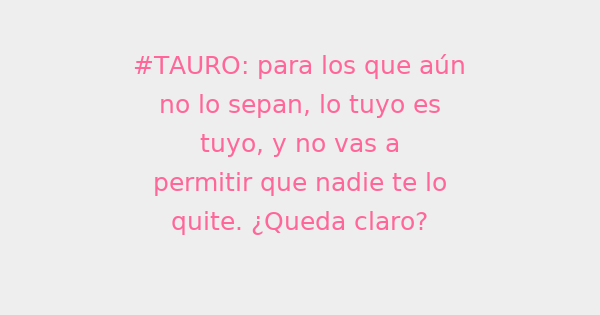 #TAURO: para los que aún
no lo sepan, lo tuyo es
tuyo, y no vas a
permitir que nadie te lo
quite. ¿Queda claro?